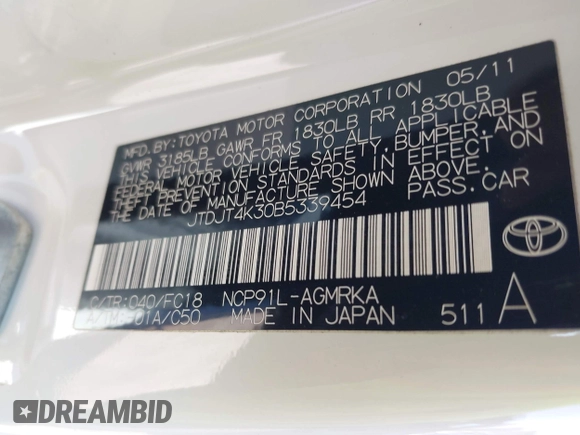 MFD.BY:TOYOTA MOTOR CORPORATION 05/11
GVWR 3185LB GAWR FR 1830LB RR 1830LB
THIS VEHICLE CONFORMS TO ALL APPLICABLE
FEDERAL MOTOR VEHICLE SAFETY,BUMPER,AND
THEFT PREVENTION STANDARDS IN EFFECT ON
THE DATE OF MANUFACTURE SHOWN ABOVE.
JTDJT4K30B5339454 PASS.CAR
C/TR:040/FC18 NCP91L-AGMRKA
01A/C50 MADE IN JAPAN 511 A
TOYOTA
DREAMBID